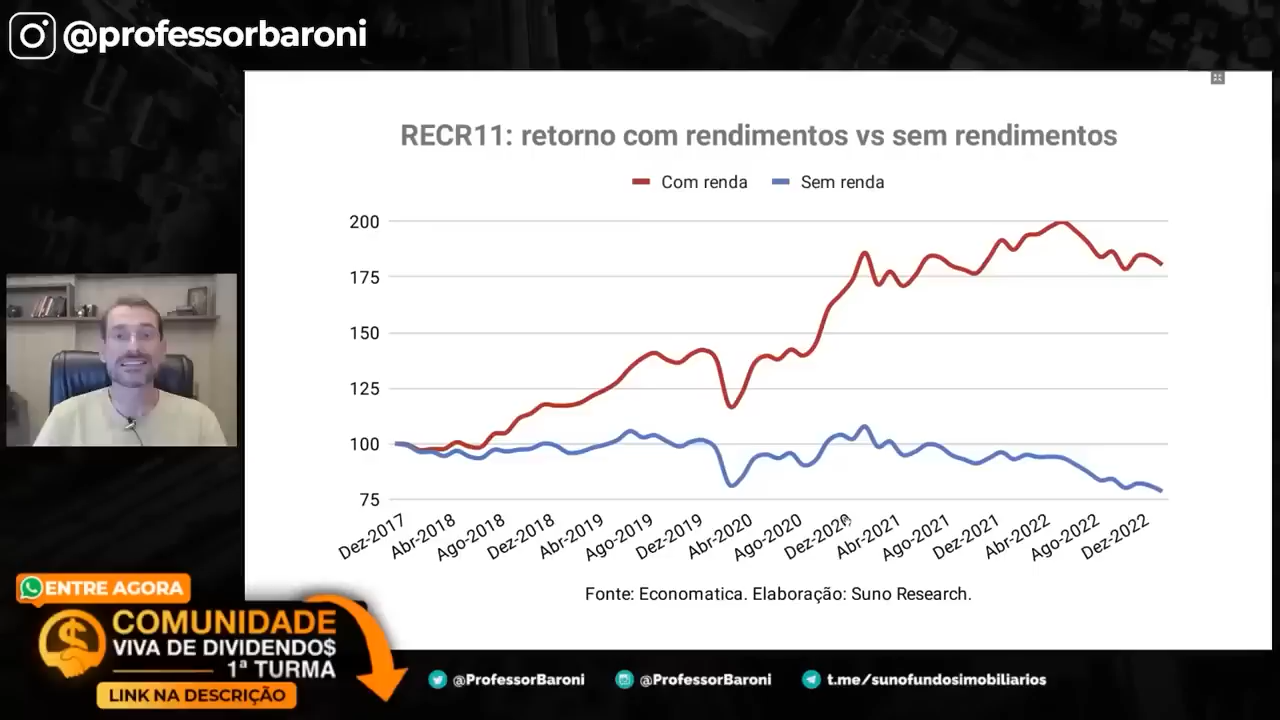 @professorbaroni
RECR11: retorno com rendimentos vs sem rendimentos
Com renda
Sem renda
200
175
150
125
100
75
Dez-2017
Abr-2018
Ago-2018
Dez-2018
Abr-2019
Ago-2019
Dez-2019
Abr-2020
Ago-2020
Dez-2020
Abr-2021
Ago-2021
Dez-2021
Abr-2022
Ago-2022
Dez-2022
Fonte: Economatica. Elaboração: Suno Research.
ENTRE AGORA
COMUNIDADE
VIVA DE DIVIDENDO$
1ª TURMA
LINK NA DESCRIÇÃO
@ProfessorBaroni
@ProfessorBaroni
t.me/sunofundosimobiliarios